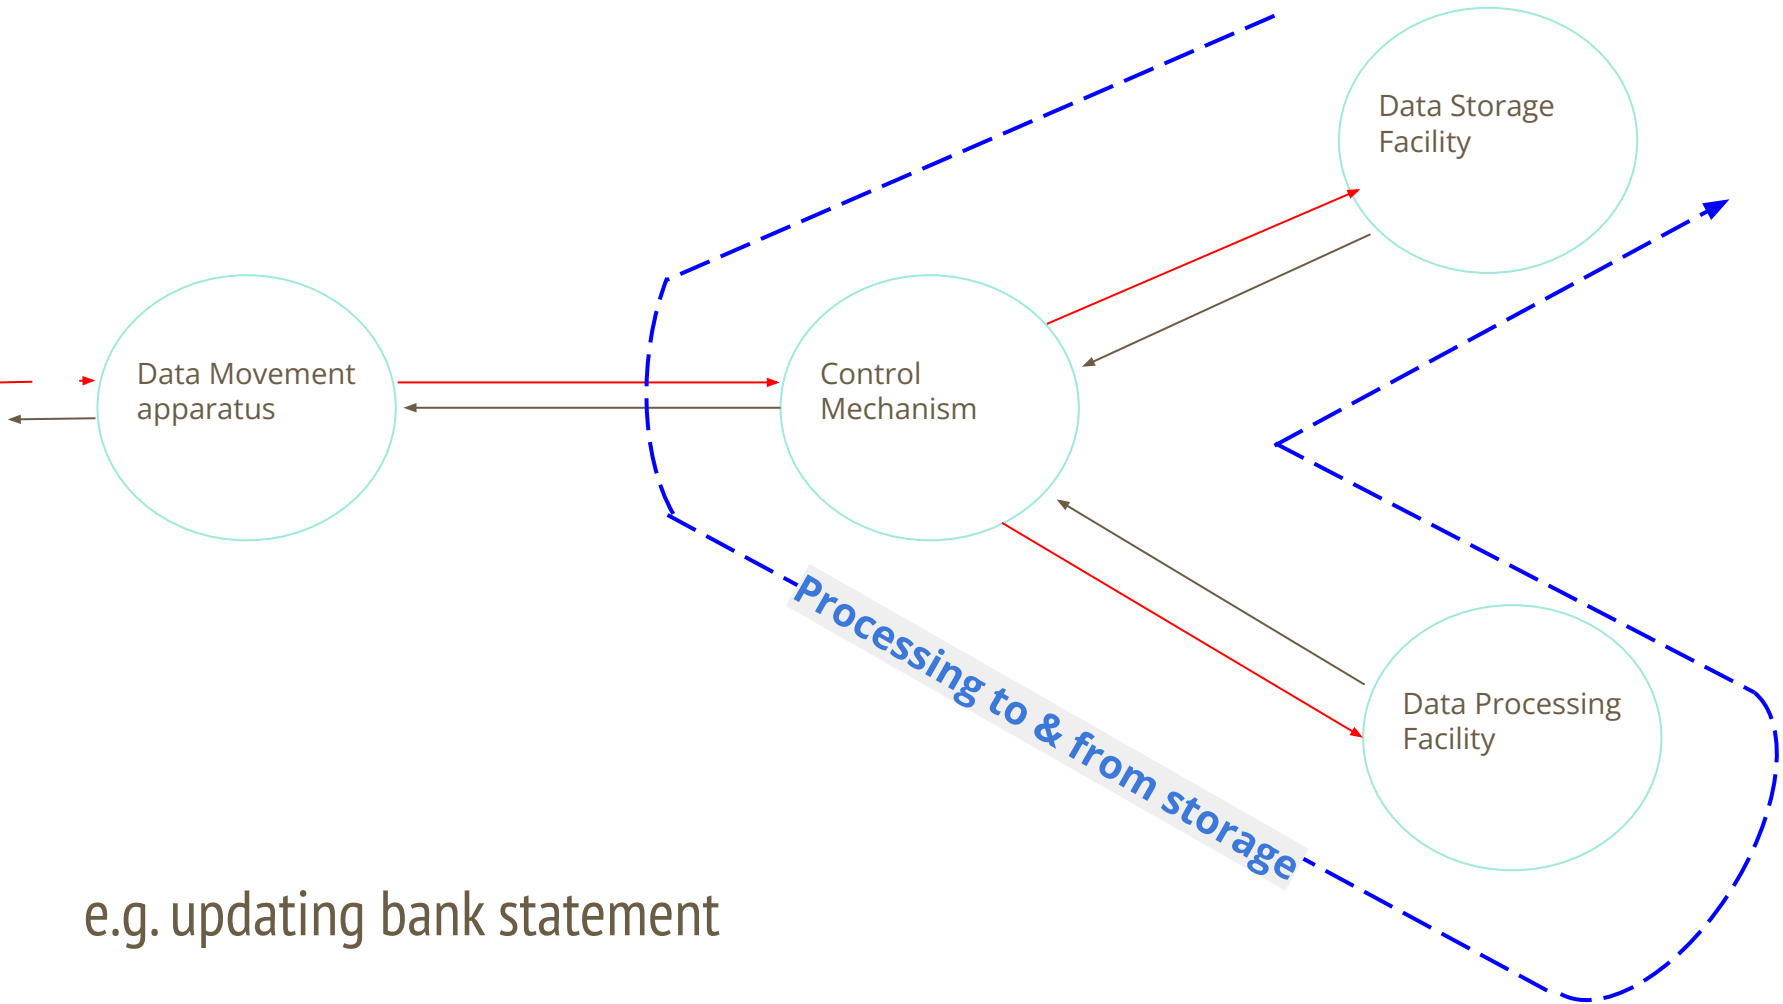 Data Storage
Facility
Data Movement
apparatus
Control
Mechanism
Processing to & from storage
Data Processing
Facility
e.g. updating bank statement